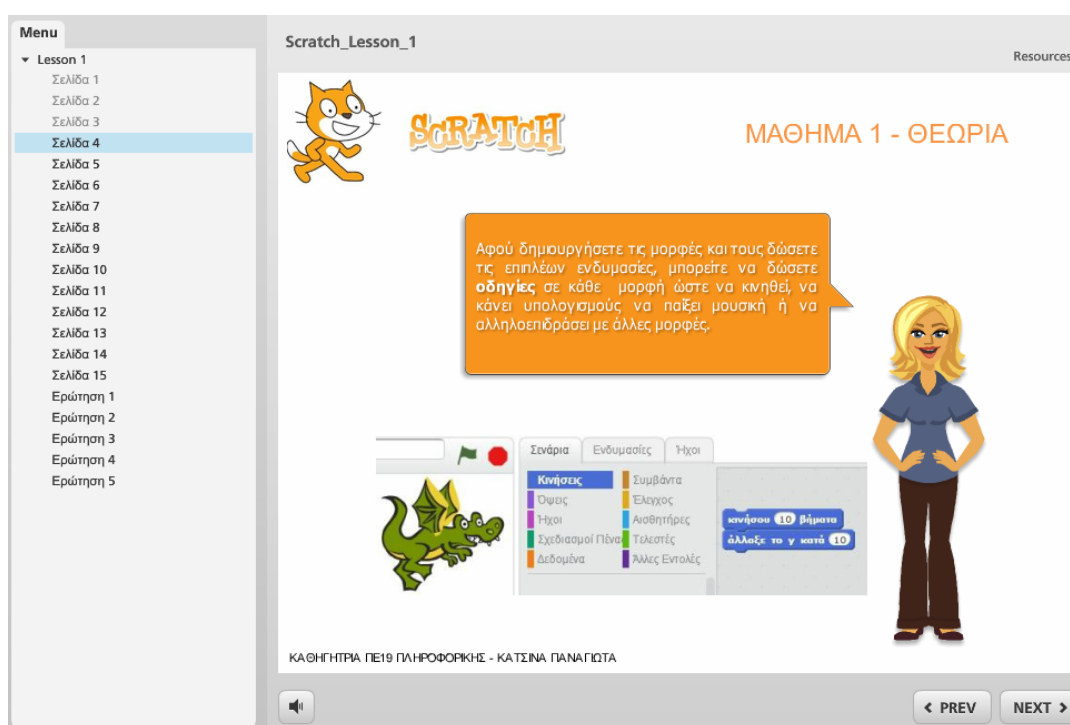 Menu
Lesson 1
Σελίδα 1
Σελίδα 2
Σελίδα 3
Σελίδα 4
Σελίδα 5
Σελίδα 6
Σελίδα 7
Σελίδα 8
Σελίδα 9
Σελίδα 10
Σελίδα 11
Σελίδα 12
Σελίδα 13
Σελίδα 14
Σελίδα 15
Ερώτηση 1
Ερώτηση 2
Ερώτηση 3
Ερώτηση 4
Ερώτηση 5
Scratch_Lesson_1
Resources
SCRATCH
ΜΑΘΗΜΑ 1 - ΘΕΩΡΙΑ
Αφού δημιουργήσετε τις μορφές και τους δώσετε
τις επιπλέων ενδυμασίες, μπορείτε να δώσετε
οδηγίες σε κάθε μορφή ώστε να κινηθεί, να
κάνει υπολογισμούς να παίξει μουσική ή να
αλληλοεπιδράσει με άλλες μορφές.
Σενάρια Ενδυμασίες Ήχοι
Κινήσεις Συμβάντα
Όψεις Έλεγχος
Ήχοι Αισθητήρες
Σχεδιασμοί Πένα Τελεστές
Δεδομένα Άλλες Εντολές
κινήσου 10 βήματα
άλλαξε το y κατά 10
ΚΑΘΗΓΗΤΡΙΑ ΠΕ19 ΠΛΗΡΟΦΟΡΙΚΗΣ - ΚΑΤΣΙΝΑ ΠΑΝΑΓΙΩΤΑ
PREV NEXT